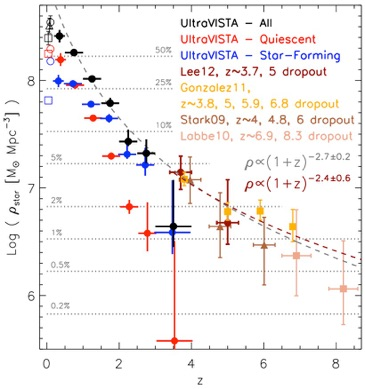 UltraVISTA – All
UltraVISTA – Quiescent
UltraVISTA – Star-Forming
Lee12, z~3.7, 5 dropout
Gonzalez11,
z~3.8, 5, 5.9, 6.8 dropout
Stark09, z~4, 4.8, 6 dropout
Labbe10, z~6.9, 8.3 dropout
50%
25%
10%
5%
2%
1%
0.5%
0.2%
ρ∝(1+z)^−2.7±0.2
ρ∝(1+z)^−2.4±0.6
8
7
6
Log ( ρstar [M⊙ Mpc⁻³] )
0 2 4 6 8
z